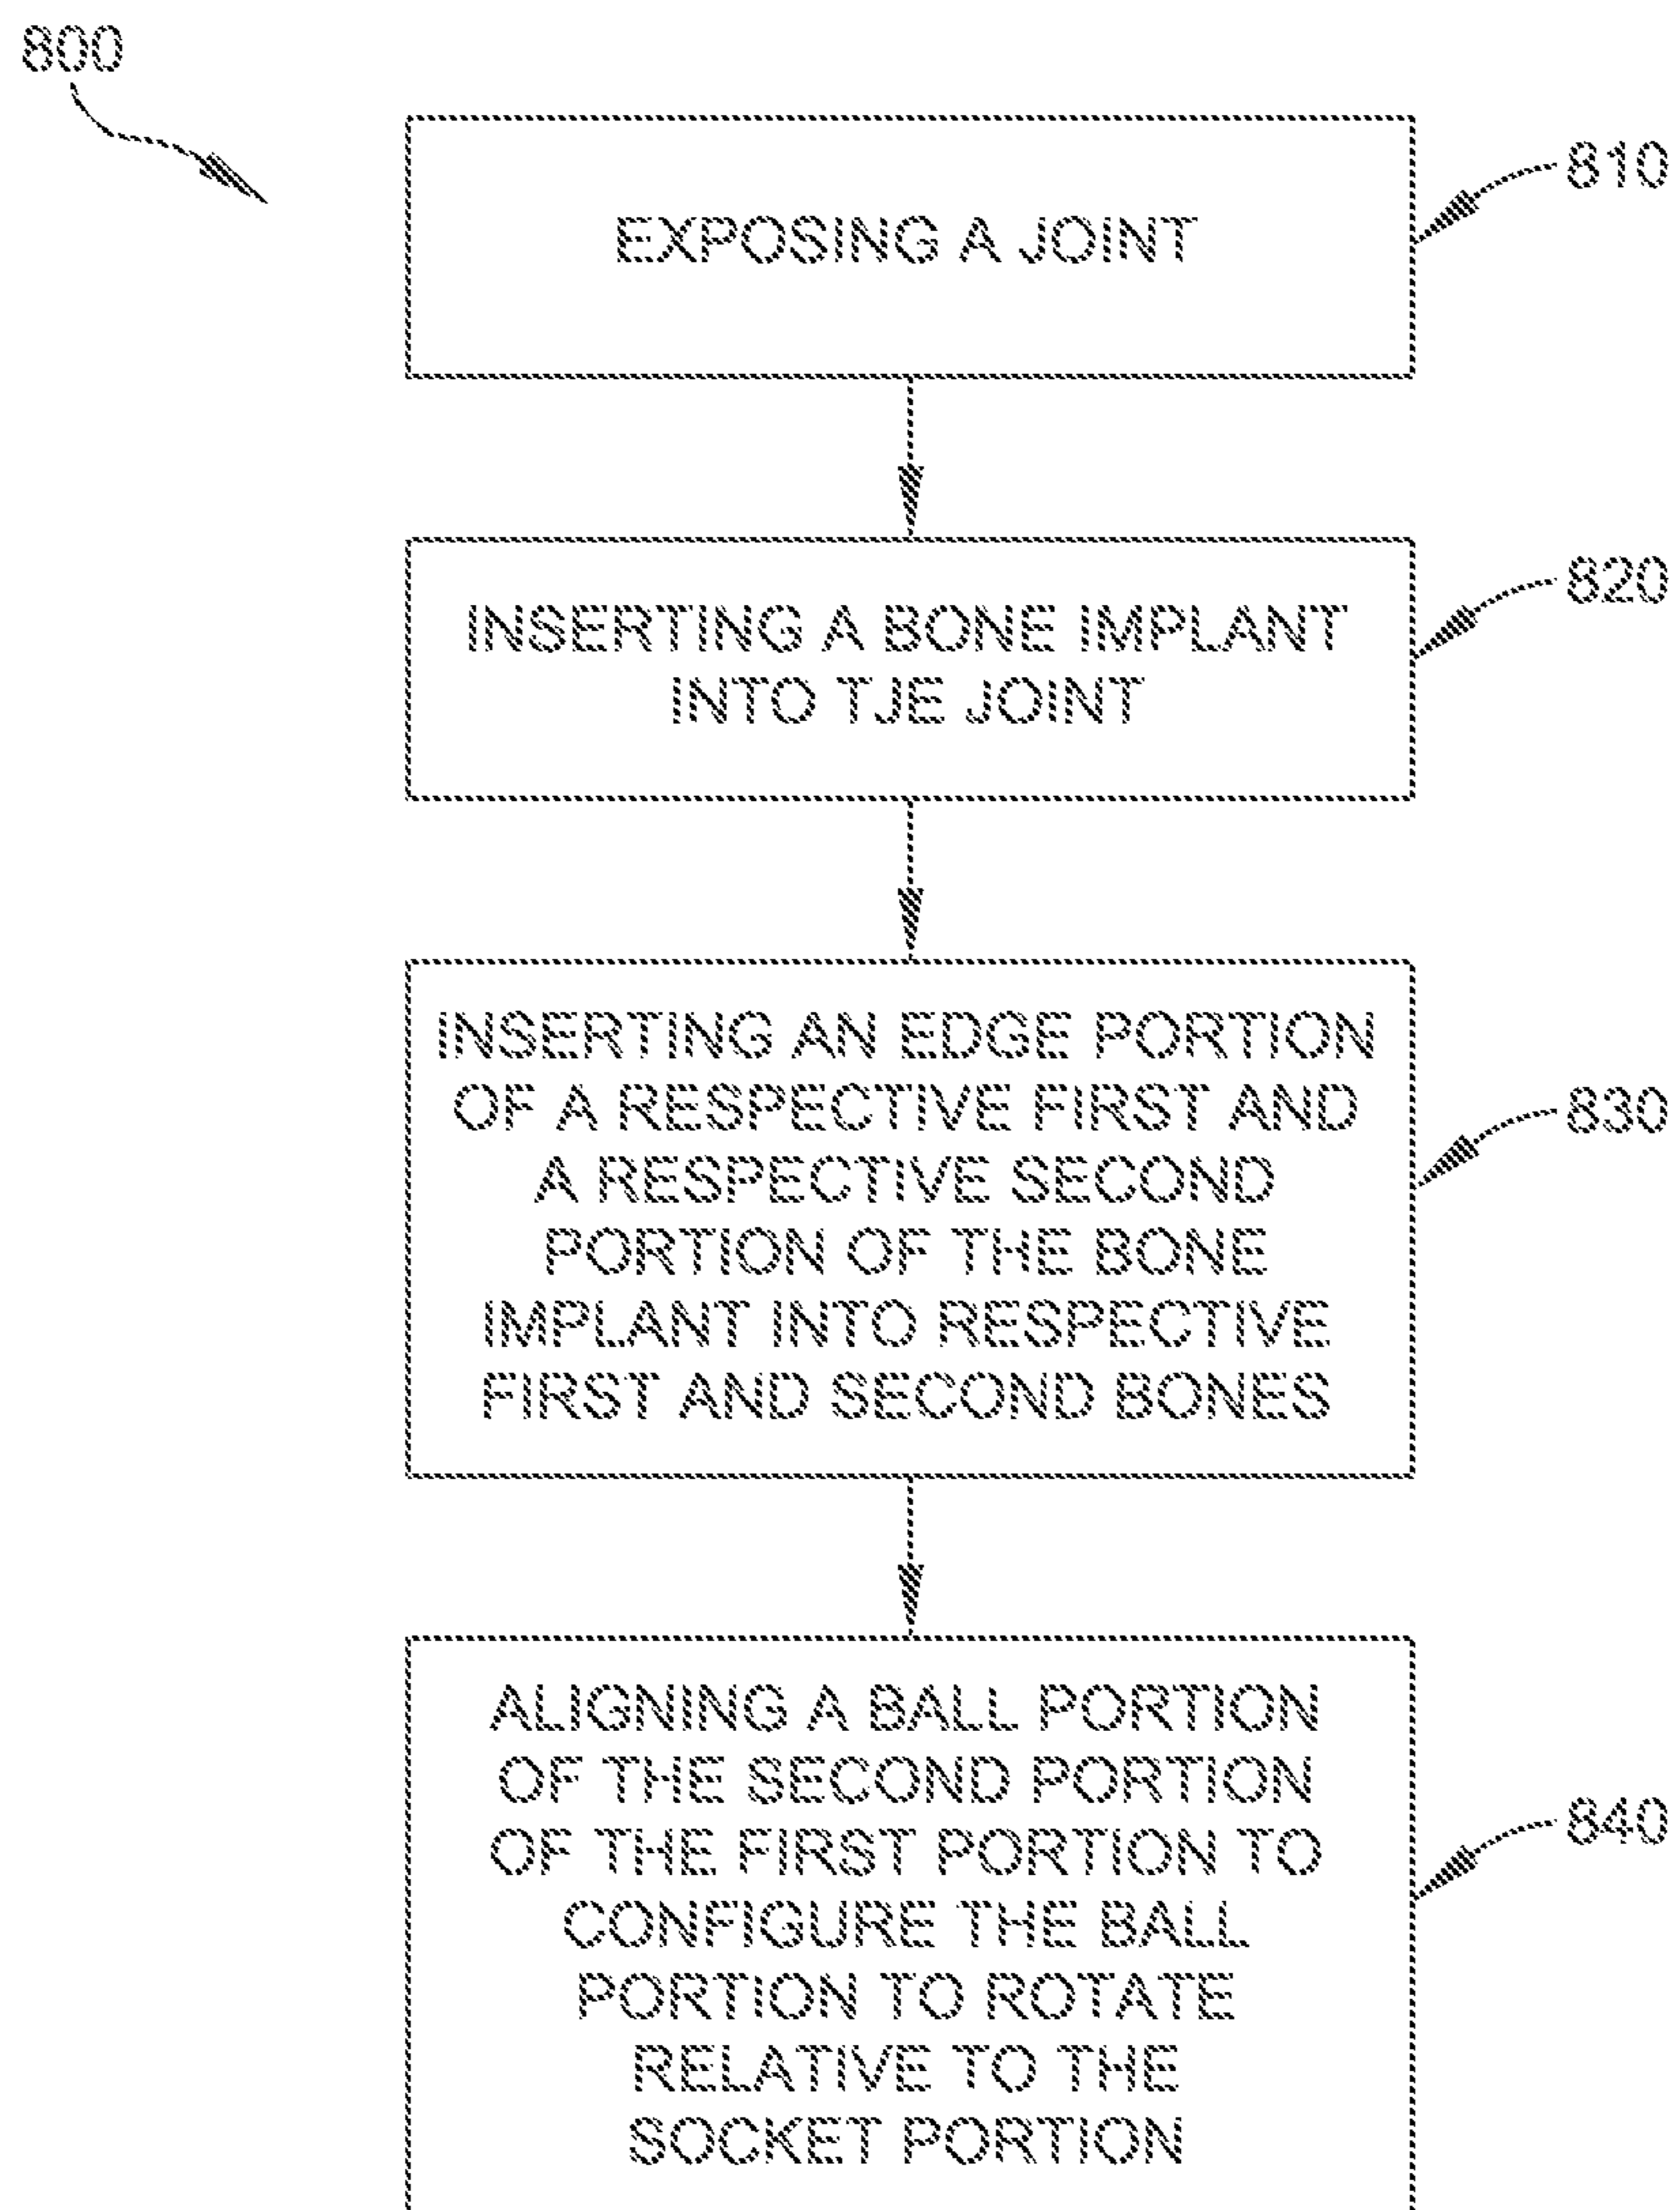 800
EXPOSING A JOINT
810
INSERTING A BONE IMPLANT
INTO TJE JOINT
820
INSERTING AN EDGE PORTION
OF A RESPECTIVE FIRST AND
A RESPECTIVE SECOND
PORTION OF THE BONE
IMPLANT INTO RESPECTIVE
FIRST AND SECOND BONES
830
ALIGNING A BALL PORTION
OF THE SECOND PORTION
OF THE FIRST PORTION TO
CONFIGURE THE BALL
PORTION TO ROTATE
RELATIVE TO THE
SOCKET PORTION
840